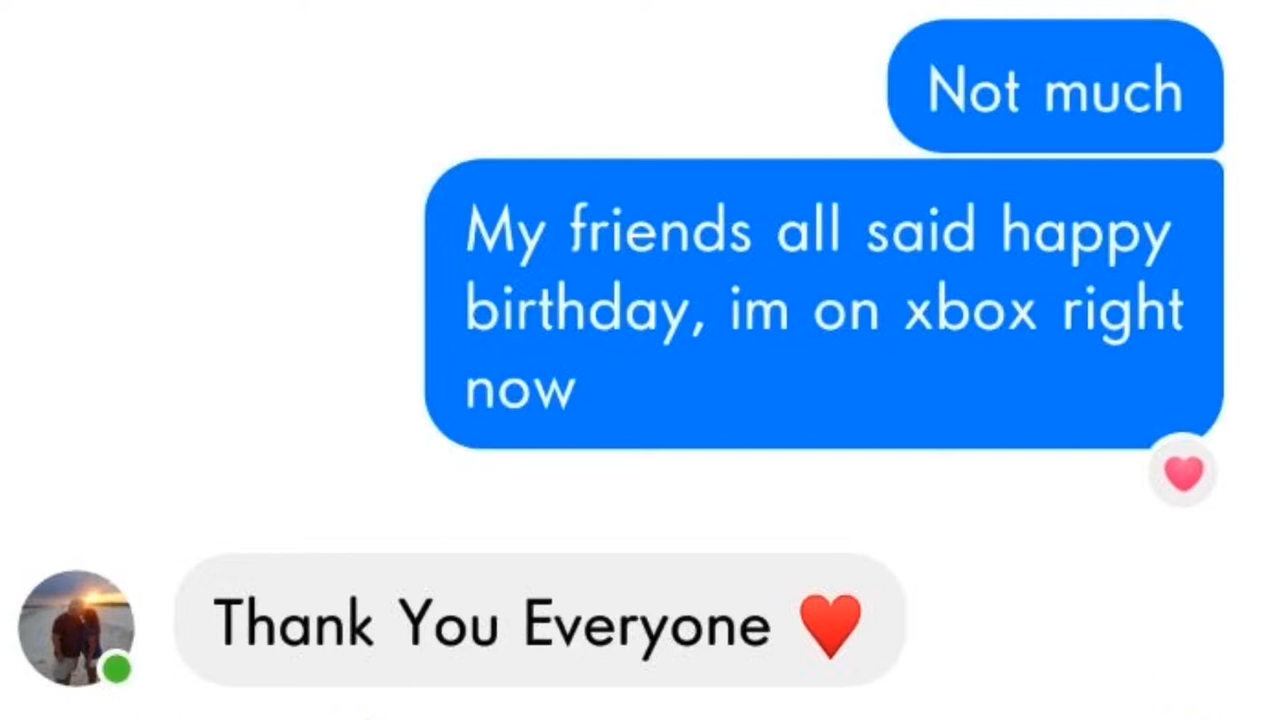 Not much
My friends all said happy
birthday, im on xbox right
now
Thank You Everyone ❤️